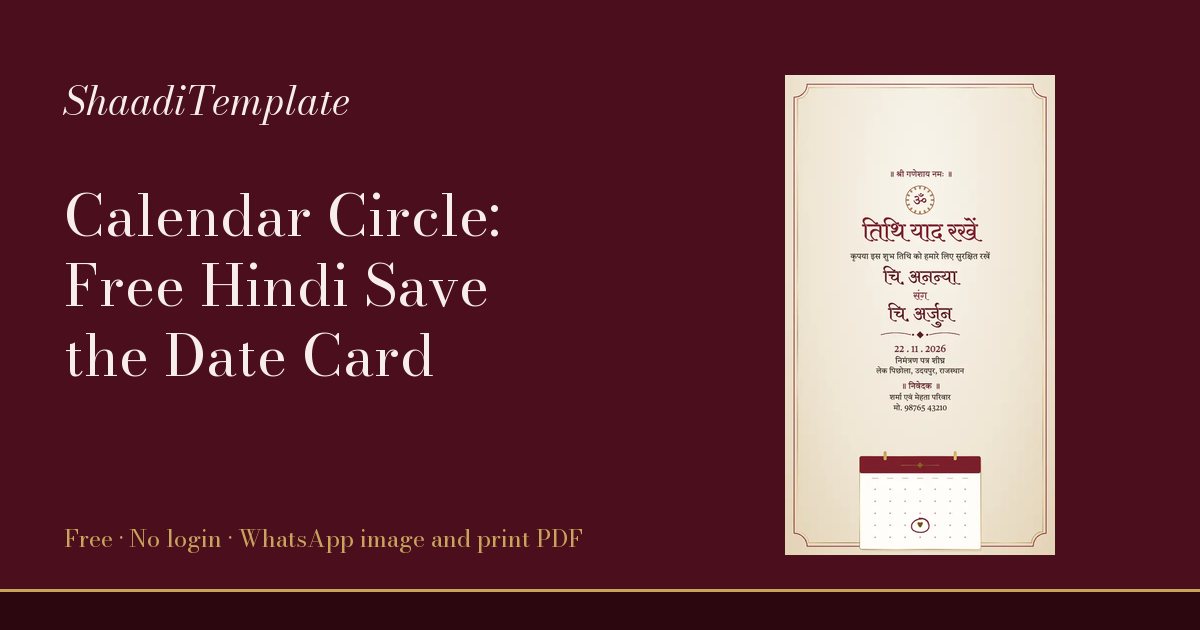 ShaadiTemplate
Calendar Circle:
Free Hindi Save
the Date Card
Free · No login · WhatsApp image and print PDF
॥ श्री गणेशाय नमः ॥
ॐ
तिथि याद रखें
कृपया इस शुभ तिथि को हमारे लिए सुरक्षित रखें
चि. अनन्या
संग
चि. अर्जुन
22 . 11 . 2026
निमंत्रण पत्र शीघ्र
लेक पिछोला, उदयपुर, राजस्थान
॥ निवेदक ॥
शर्मा एवं मेहता परिवार
मो. 98765 43210